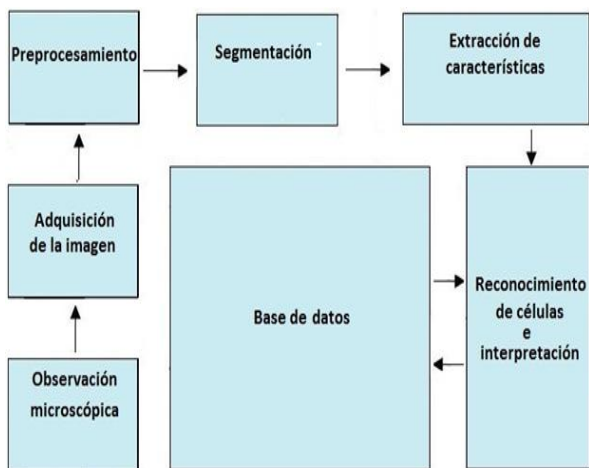 Preprocesamiento
Segmentación
Extracción de
características
Adquisición
de la imagen
Base de datos
Reconocimiento
de células
e
interpretación
Observación
microscópica